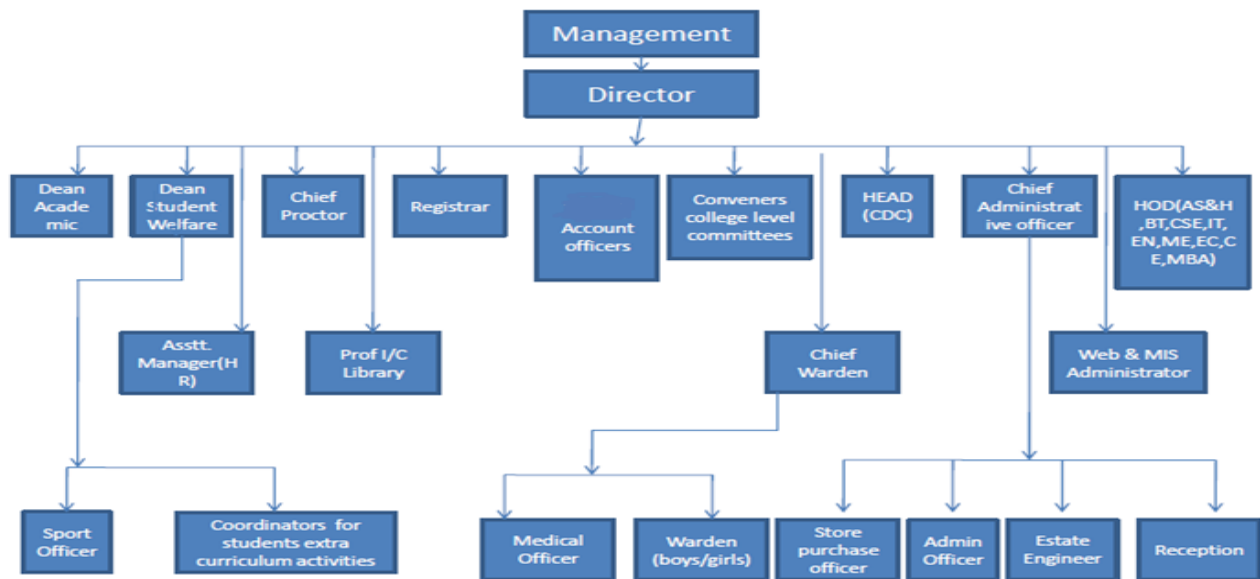 Management
Director
Dean
Acade
mic
Dean
Student
Welfare
Chief
Proctor
Registrar
Account
officers
Conveners
college level
committees
HEAD
(CDC)
Chief
Administrat
ive officer
HOD(AS&H
,BT,CSE,IT,
EN,ME,EC,C
E,MBA)
Asstt.
Manager(H
R)
Prof I/C
Library
Chief
Warden
Web & MIS
Administrator
Sport
Officer
Coordinators for
students extra
curriculum activities
Medical
Officer
Warden
(boys/girls)
Store
purchase
officer
Admin
Officer
Estate
Engineer
Reception